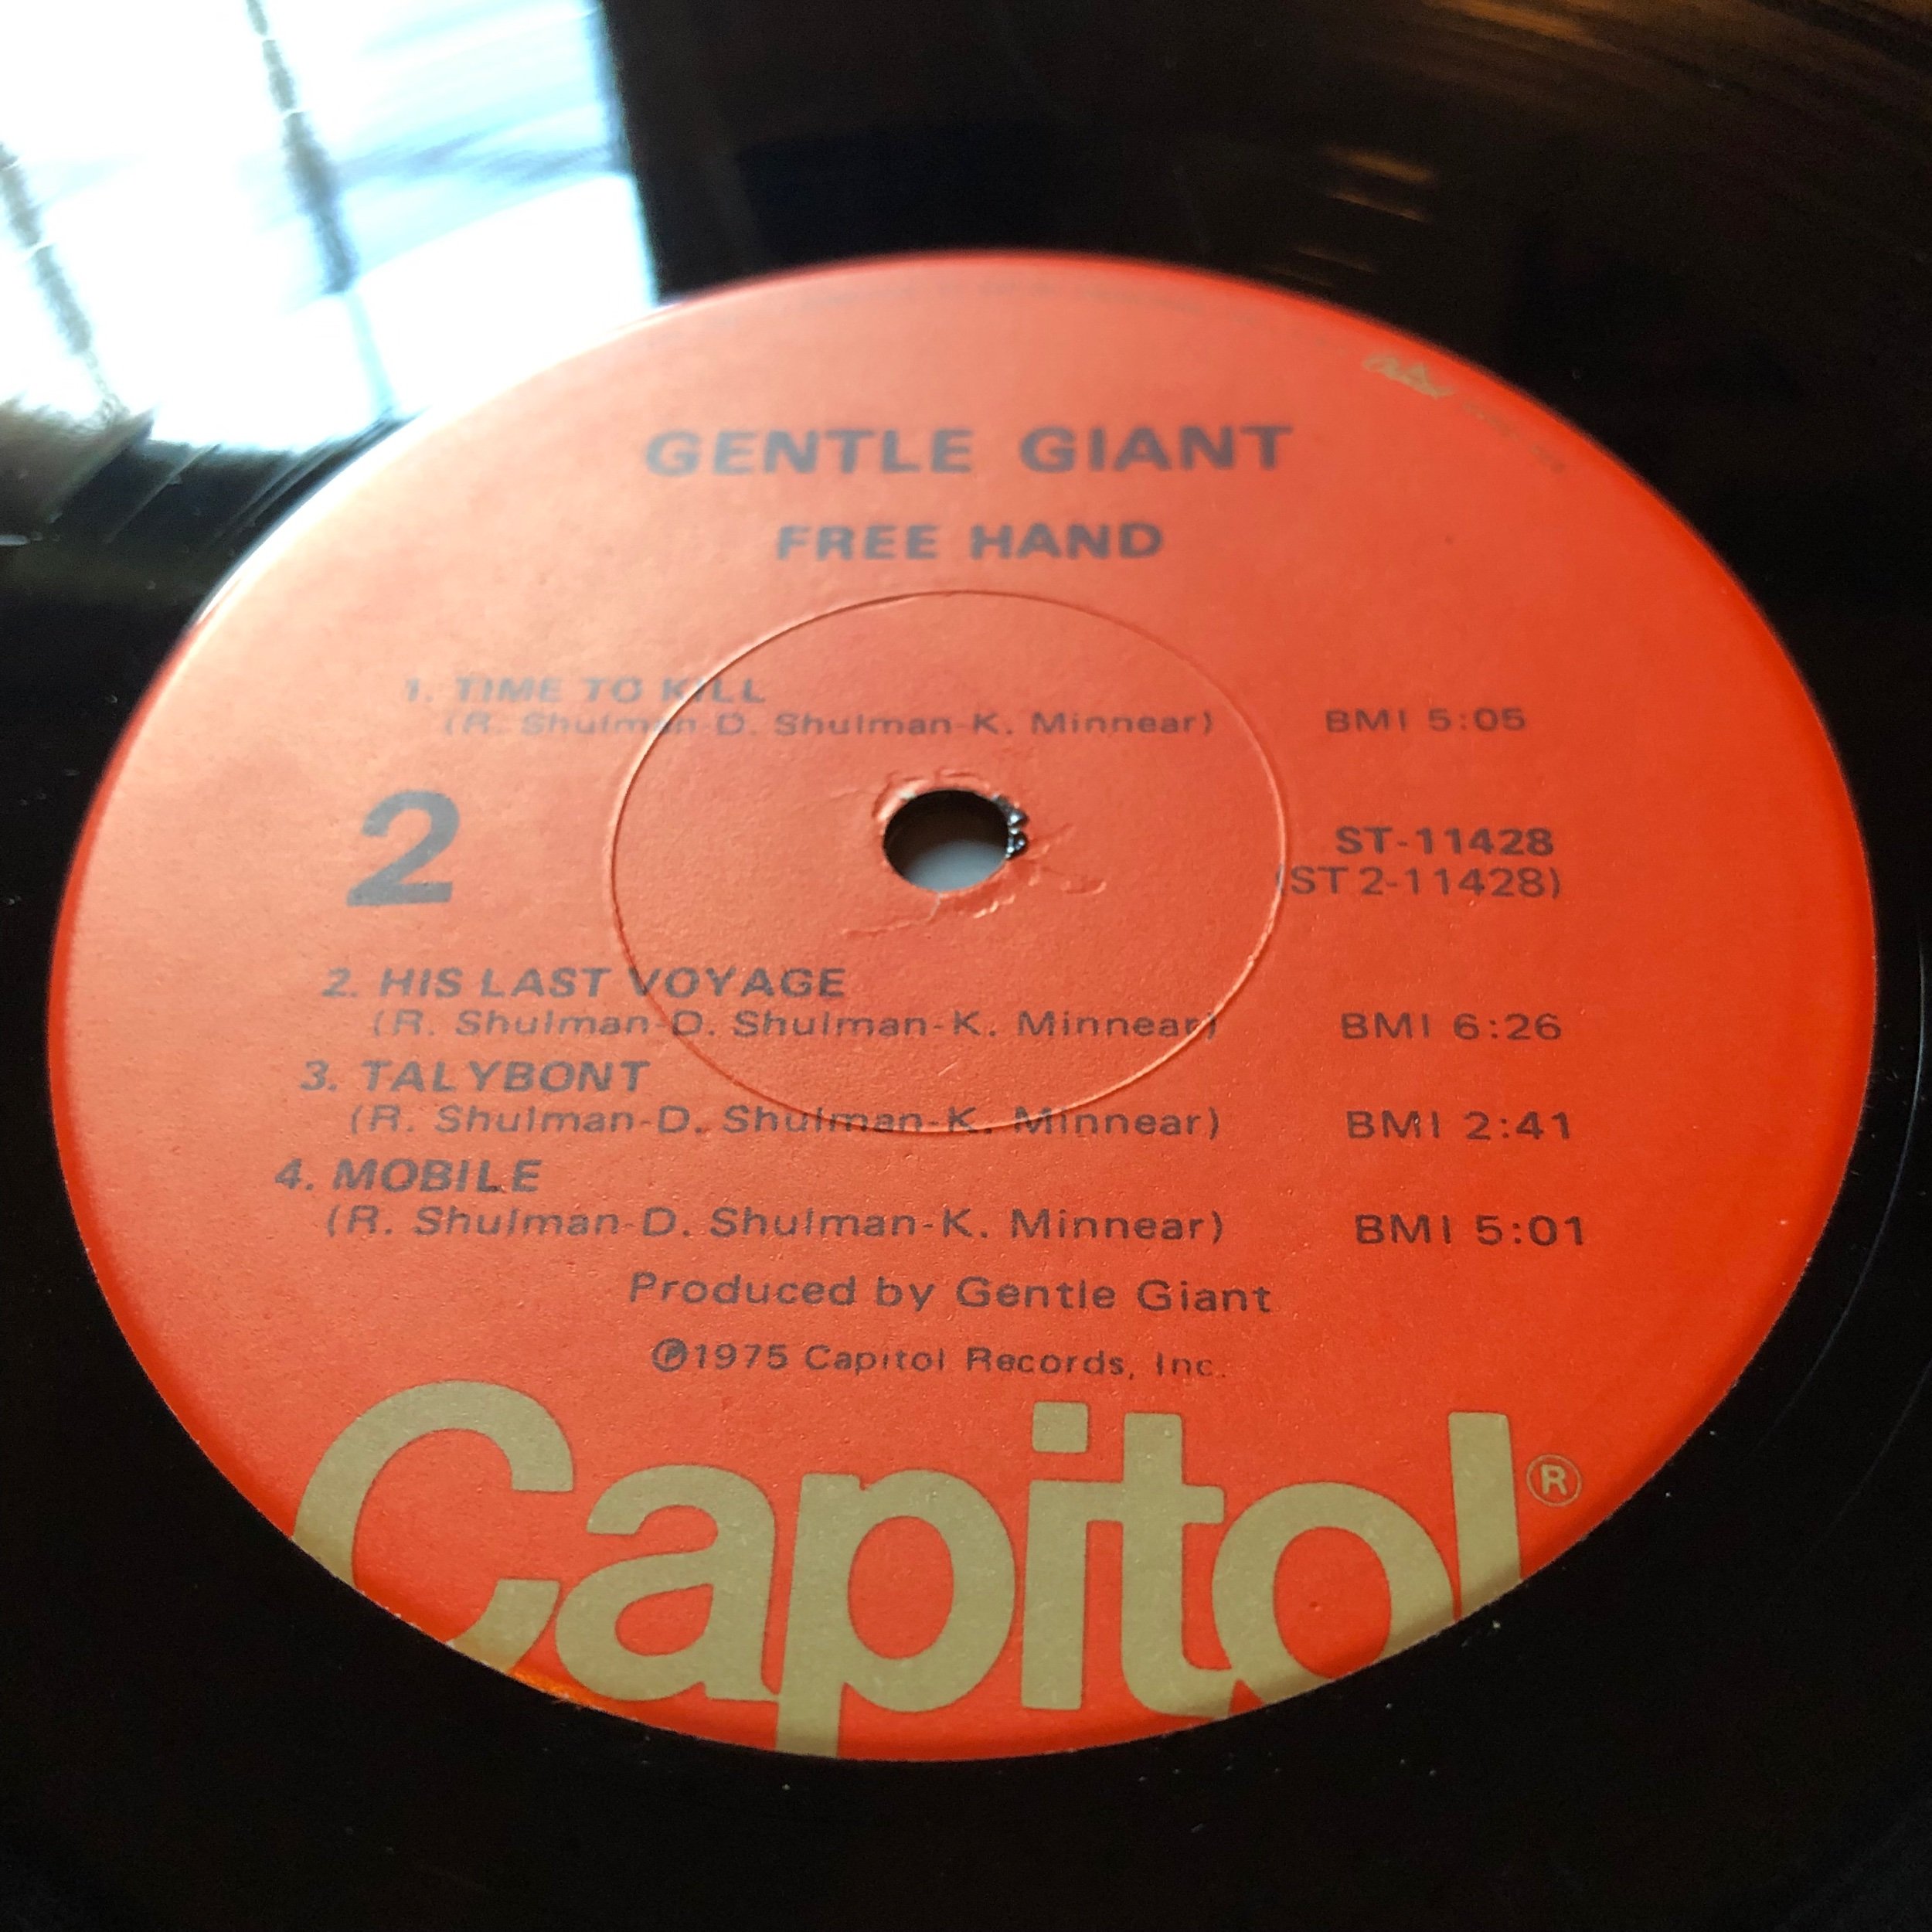 GENTLE GIANT
FREE HAND
1. TIME TO KILL
(R. Shulman-D. Shulman-K. Minnear) BMI 5:05
2
ST-11428
(ST2-11428)
2. HIS LAST VOYAGE
(R. Shulman-D. Shulman-K. Minnear) BMI 6:26
3. TALYBONT
(R. Shulman-D. Shulman-K. Minnear) BMI 2:41
4. MOBILE
(R. Shulman-D. Shulman-K. Minnear) BMI 5:01
Produced by Gentle Giant
℗1975 Capitol Records, Inc.
Capitol®